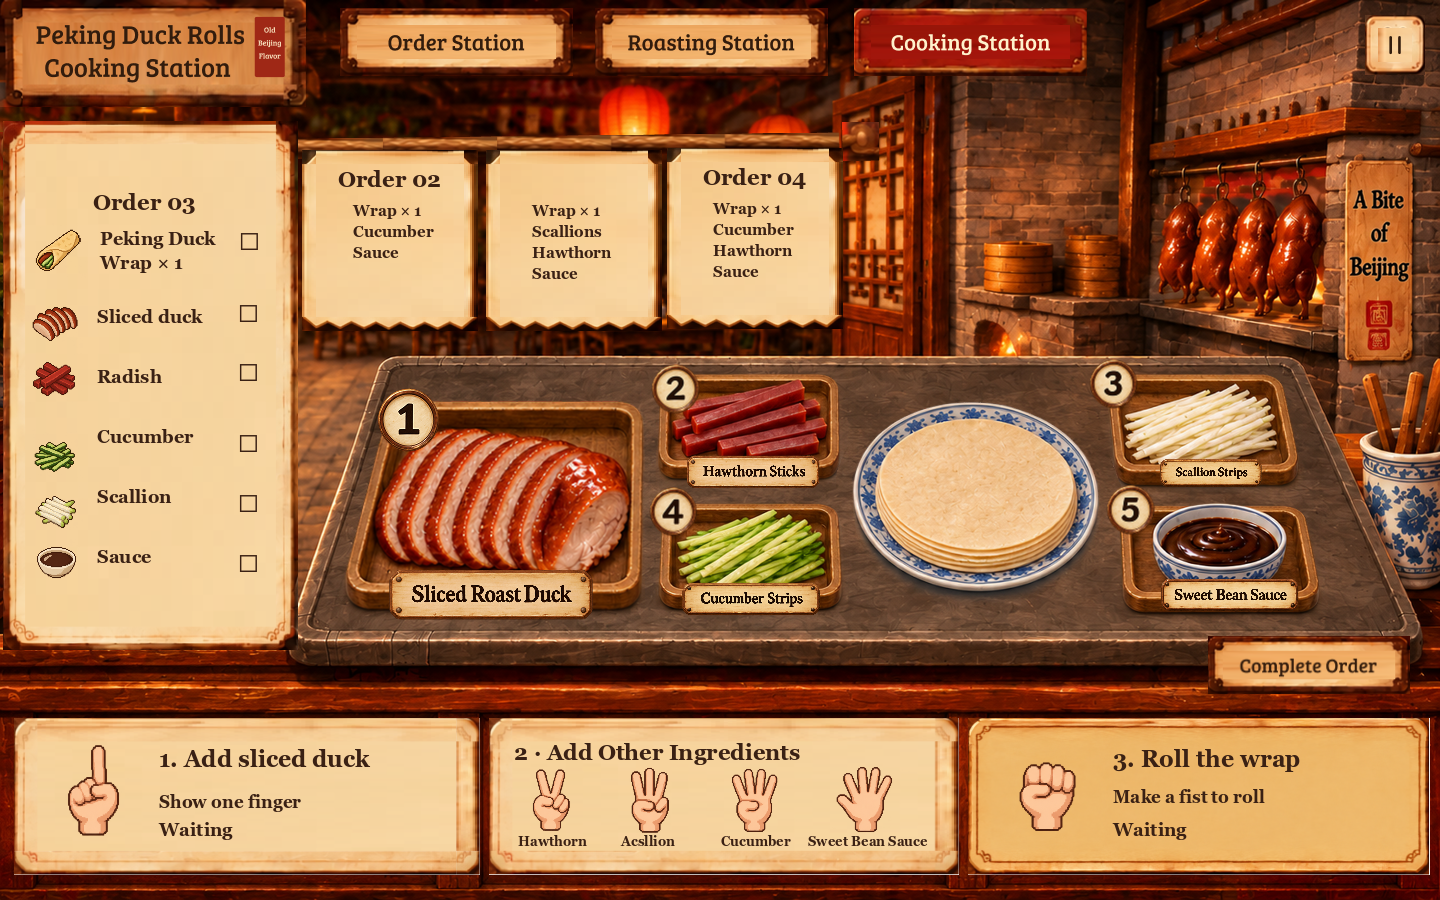 Peking Duck Rolls
Cooking Station
Old
Beijing
Flavor
Order Station
Roasting Station
Cooking Station
Order 03
Peking Duck
Wrap × 1
Sliced duck
Radish
Cucumber
Scallion
Sauce
Order 02
Wrap × 1
Cucumber
Sauce
Wrap × 1
Scallions
Hawthorn
Sauce
Order 04
Wrap × 1
Cucumber
Hawthorn
Sauce
A Bite
of
Beijing
1
Sliced Roast Duck
2
Hawthorn Sticks
3
Scallion Strips
4
Cucumber Strips
5
Sweet Bean Sauce
Complete Order
1. Add sliced duck
Show one finger
Waiting
2 · Add Other Ingredients
Hawthorn
Acsllion
Cucumber
Sweet Bean Sauce
3. Roll the wrap
Make a fist to roll
Waiting